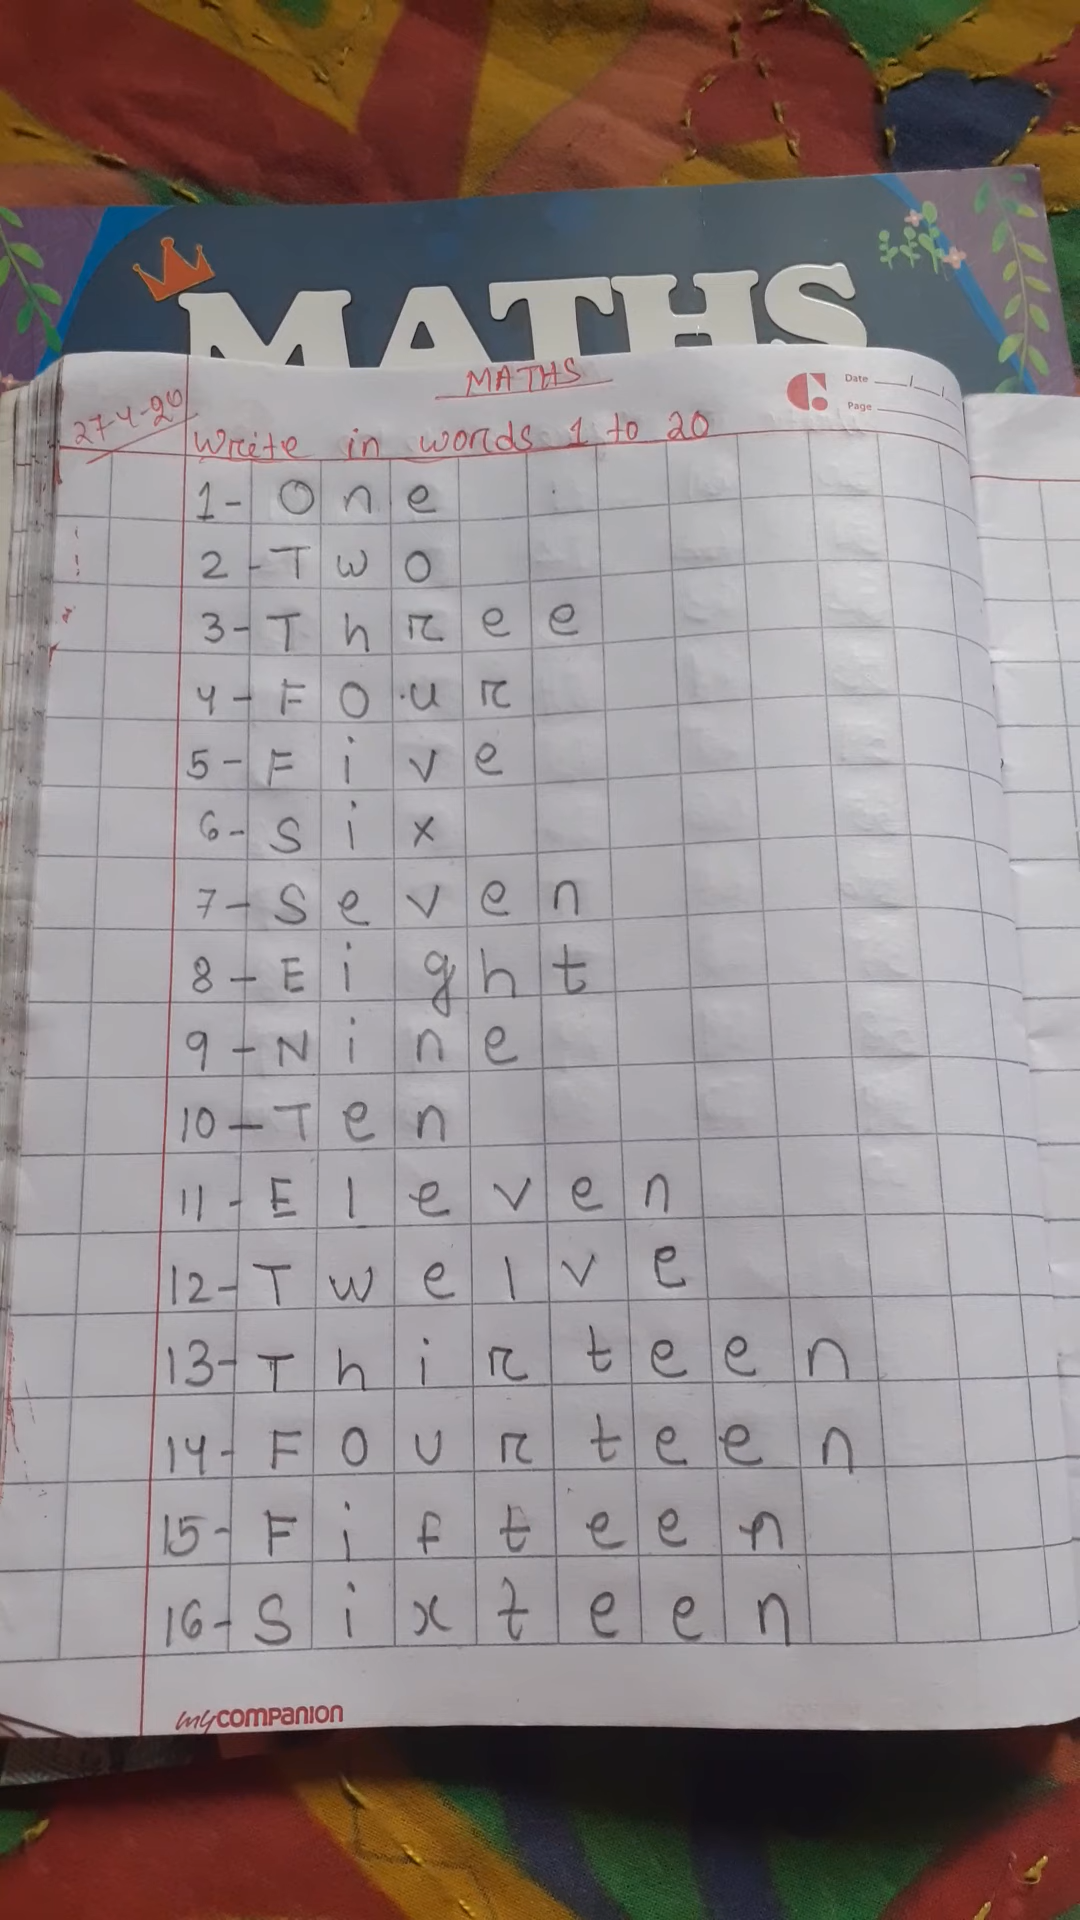 MATHS
MATHS
Date
Page
27-4-20
Write in words 1 to 20
1- One
2- Two
3- Three
4- Four
5- Five
6- Six
7- Seven
8- Eight
9- Nine
10- Ten
11- Eleven
12- Twelve
13- Thirteen
14- Fourteen
15- Fifteen
16- Sixteen
mycompanion